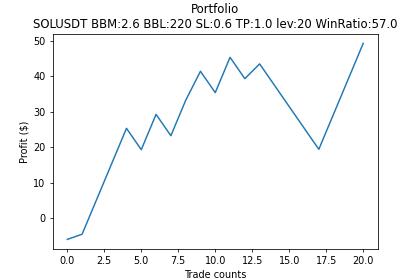 Portfolio
SOLUSDT BBM:2.6 BBL:220 SL:0.6 TP:1.0 lev:20 WinRatio:57.0
50
40
30
20
10
0
Profit ($)
0.0 2.5 5.0 7.5 10.0 12.5 15.0 17.5 20.0
Trade counts